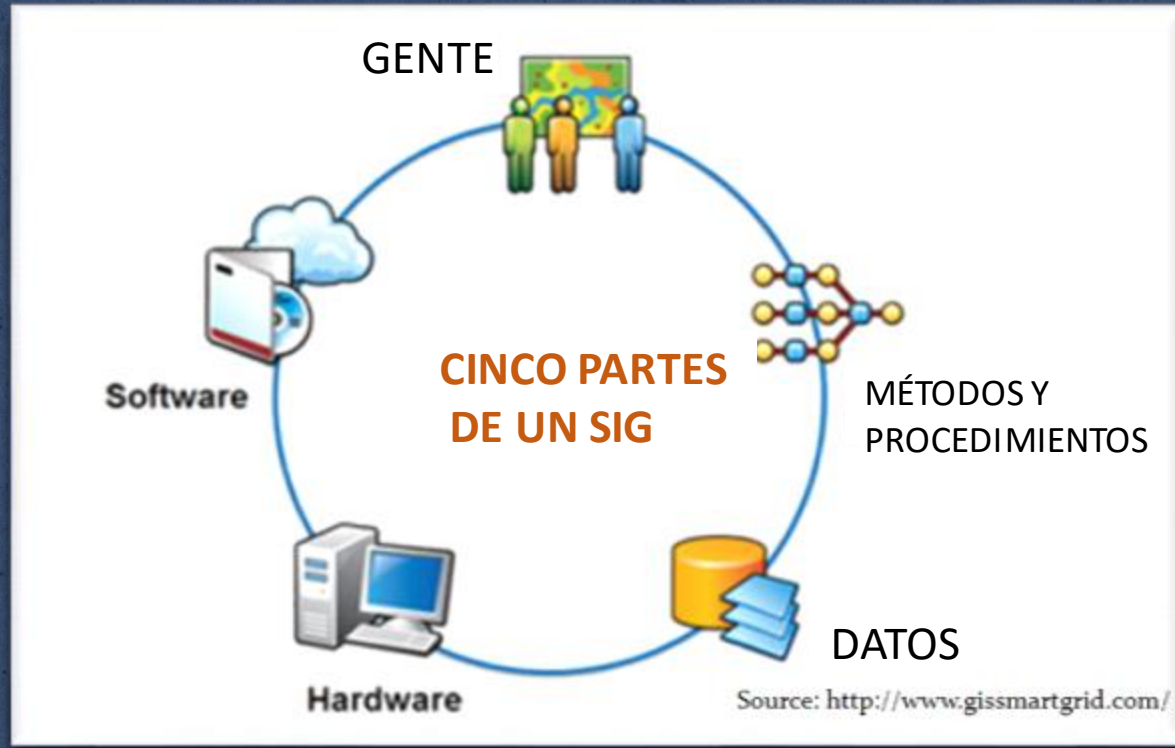 GENTE
Software
CINCO PARTES
DE UN SIG
MÉTODOS Y
PROCEDIMIENTOS
DATOS
Hardware
Source: http://www.gissmartgrid.com/